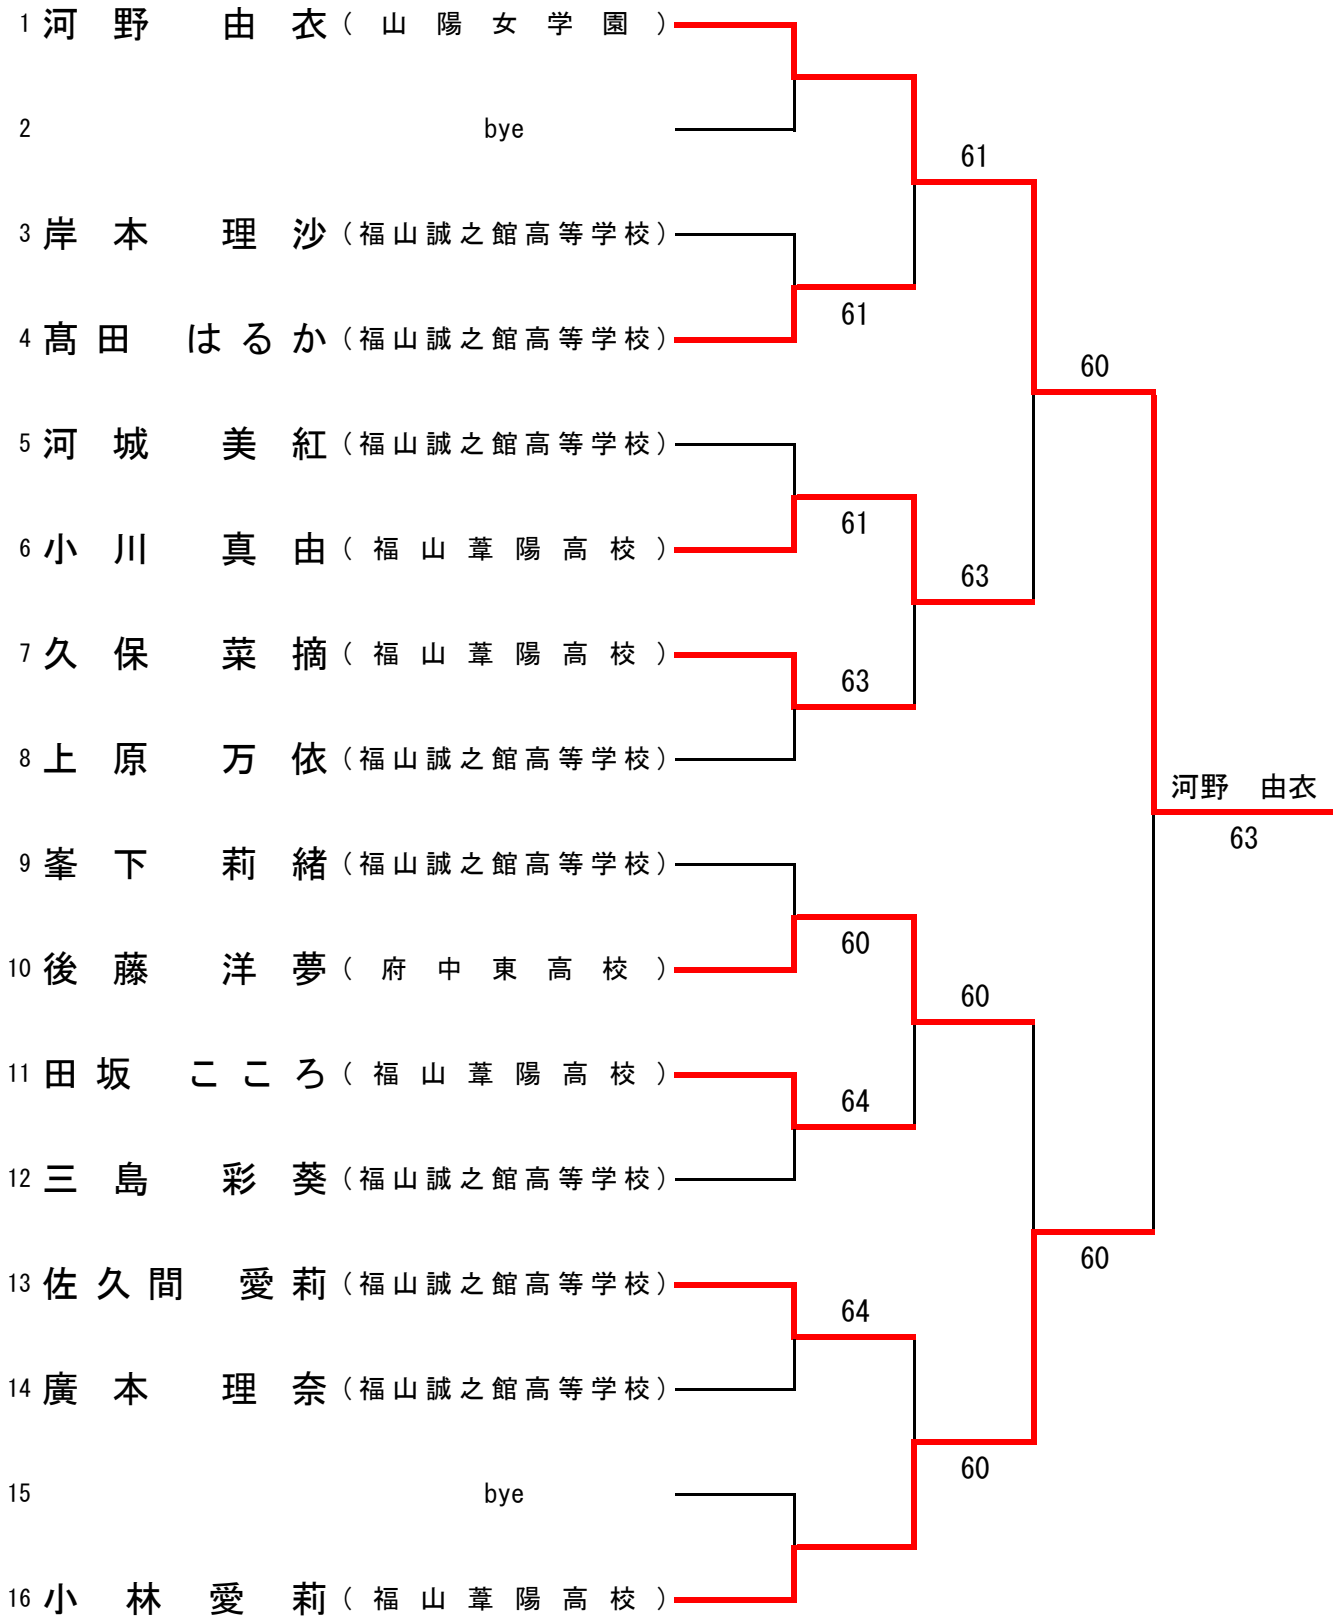 1 河野 由衣 (山陽女学園)
2 bye
61
3 岸本 理沙 (福山誠之館高等学校)
61
4 髙田 はるか (福山誠之館高等学校)
60
5 河城 美紅 (福山誠之館高等学校)
61
6 小川 真由 (福山葦陽高校)
63
7 久保 菜摘 (福山葦陽高校)
63
8 上原 万依 (福山誠之館高等学校)
河野 由衣
63
9 峯下 莉緒 (福山誠之館高等学校)
60
10 後藤 洋夢 (府中東高校)
60
11 田坂 こころ (福山葦陽高校)
64
12 三島 彩葵 (福山誠之館高等学校)
60
13 佐久間 愛莉 (福山誠之館高等学校)
64
14 廣本 理奈 (福山誠之館高等学校)
60
15 bye
16 小林 愛莉 (福山葦陽高校)